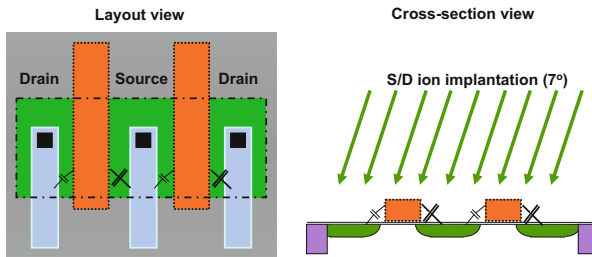 Layout view
Drain
Source
Drain
Cross-section view
S/D ion implantation (7°)